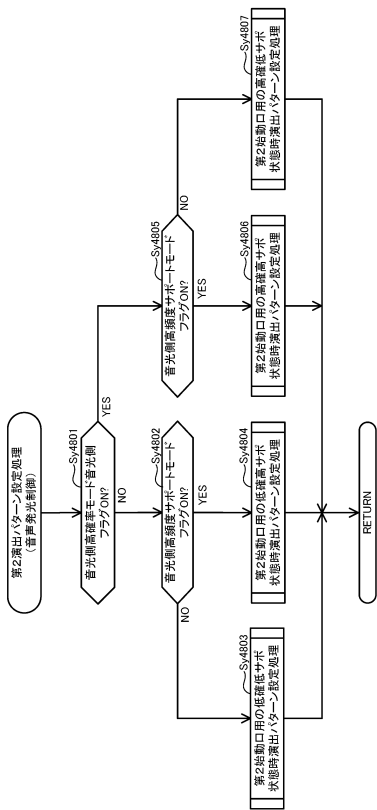 第2演出パターン設定処理
(音声発光制御)
Sy4801
音光側高確率モード音光側
フラグON?
YES
NO
Sy4802
音光側高頻度サポートモード
フラグON?
NO
YES
Sy4805
音光側高頻度サポートモード
フラグON?
NO
YES
Sy4803
第2始動口用の低確低サポ
状態時演出パターン設定処理
Sy4804
第2始動口用の低確高サポ
状態時演出パターン設定処理
Sy4806
第2始動口用の高確高サポ
状態時演出パターン設定処理
Sy4807
第2始動口用の高確低サポ
状態時演出パターン設定処理
RETURN